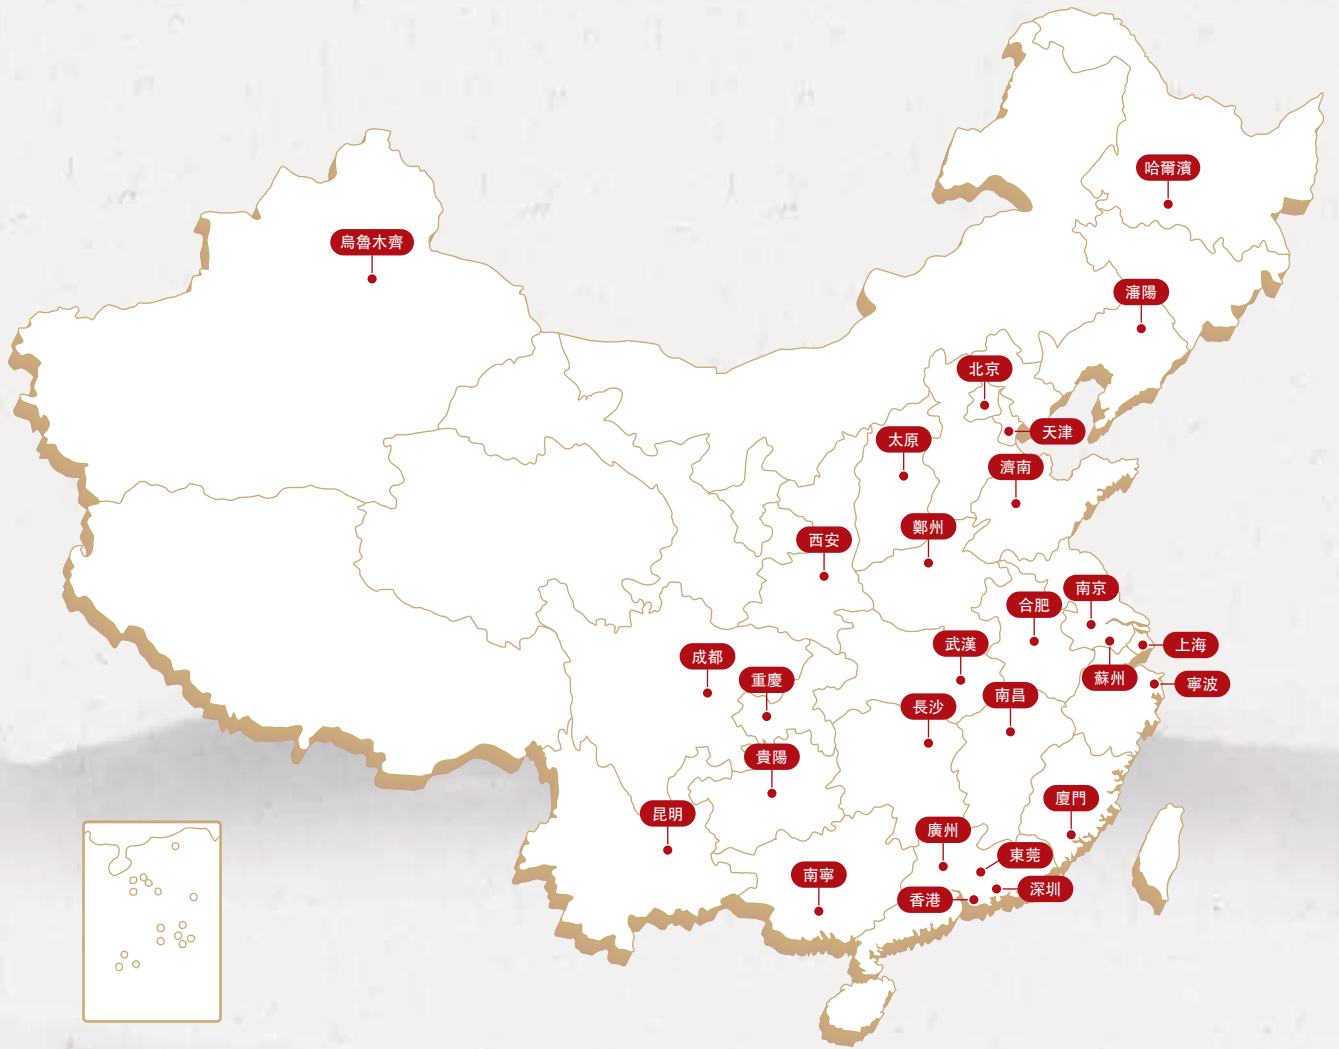 哈爾濱
烏魯木齊
瀋陽
北京
天津
太原
濟南
鄭州
西安
南京
合肥
武漢
上海
成都
蘇州
重慶
寧波
南昌
長沙
貴陽
廈門
昆明
廣州
東莞
南寧
深圳
香港